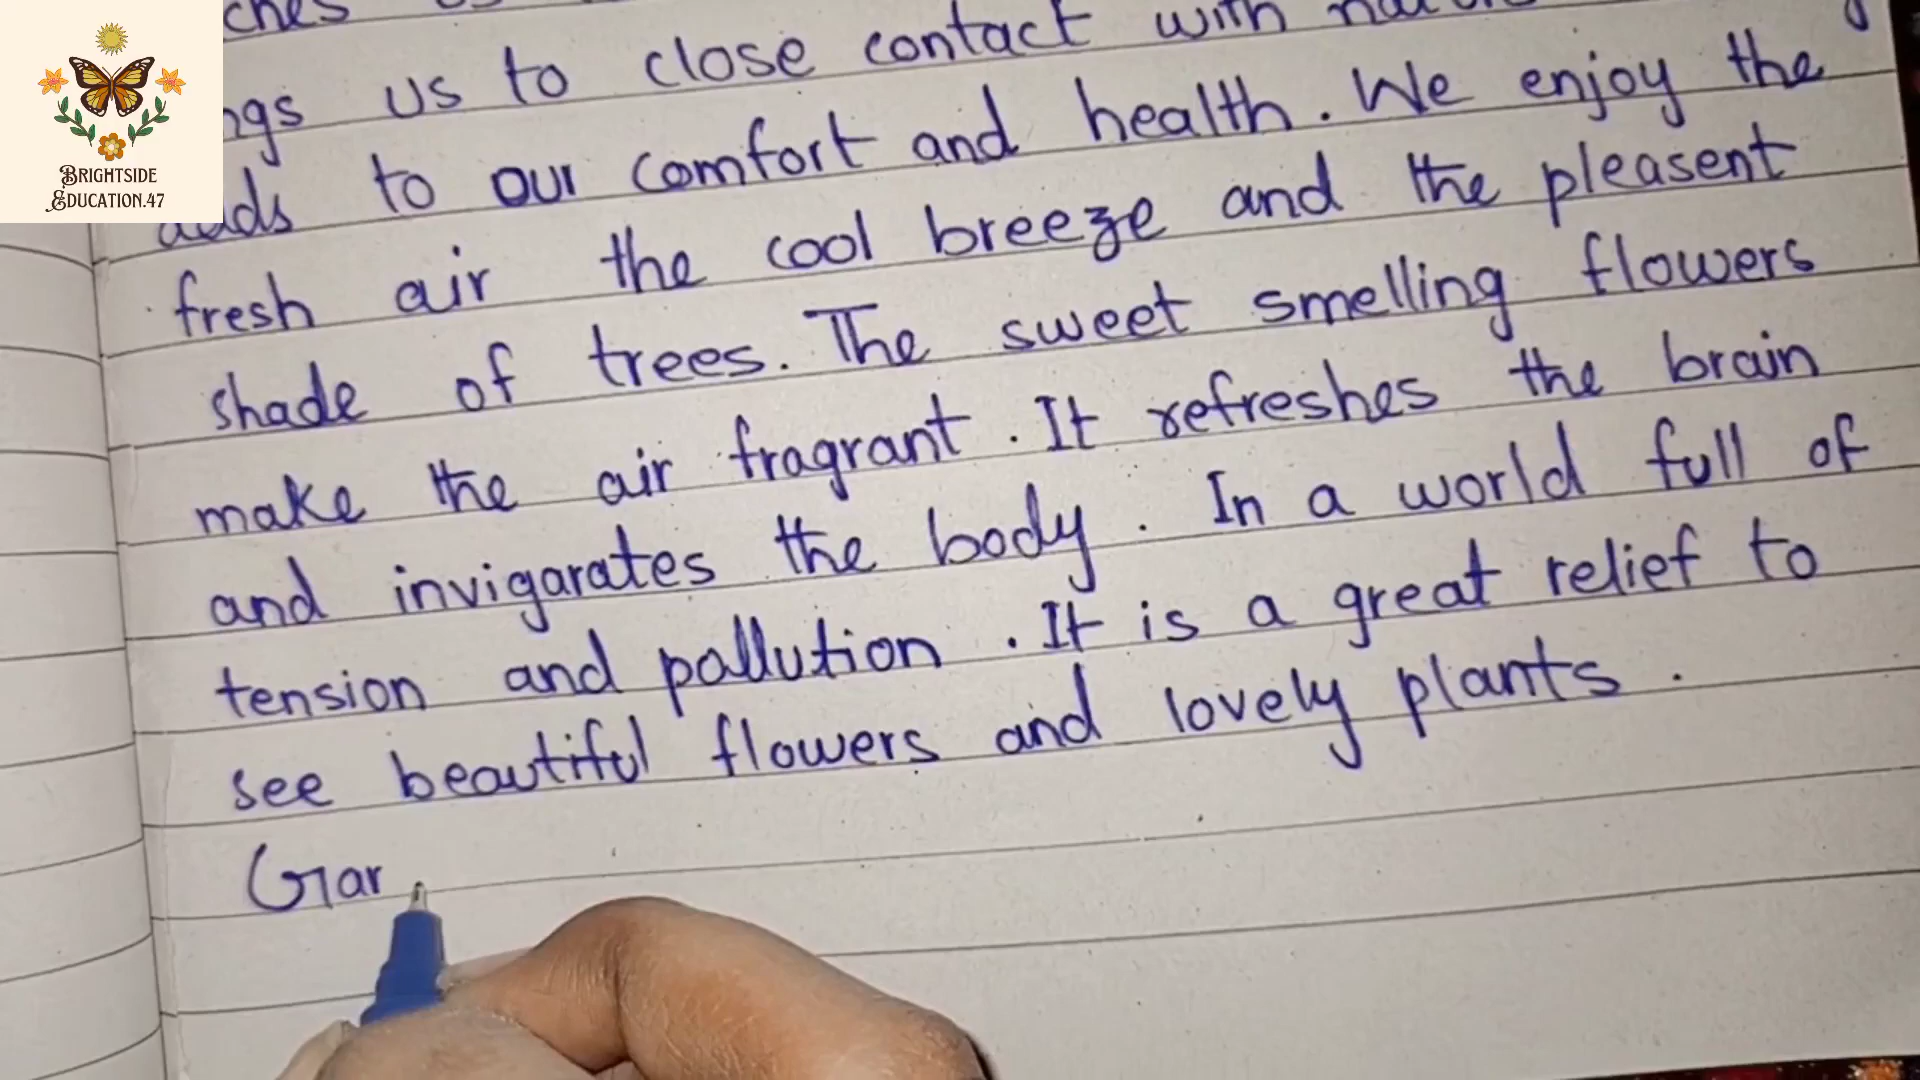 BRIGHTSIDE
EDUCATION.47
us to close contact with
to our comfort and health. We enjoy the
fresh air the cool breeze and the pleasent
shade of trees. The sweet smelling flowers
make the air fragrant. It refreshes the brain
and invigarates the body. In a world full of
tension and pallution. It is a great relief to
see beautiful flowers and lovely plants.
Gar